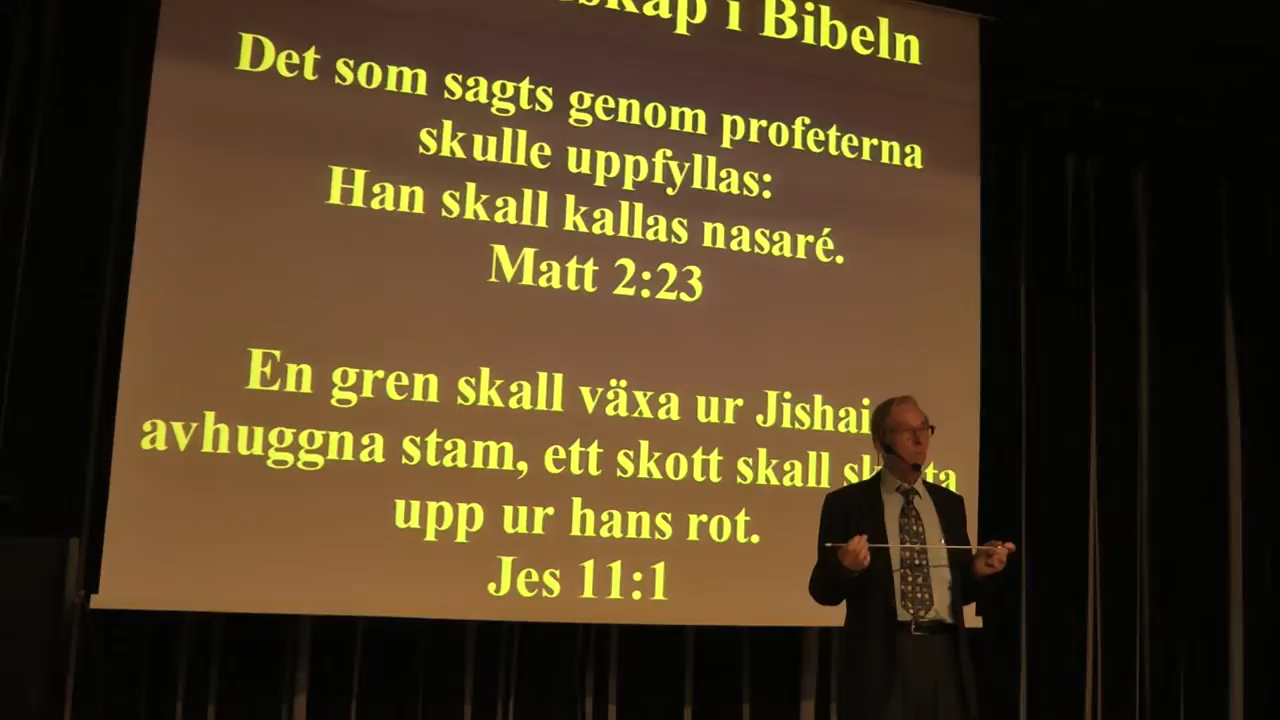 i Bibeln
Det som sagts genom profeterna
skulle uppfyllas:
Han skall kallas nasaré.
Matt 2:23
En gren skall växa ur Jishai
avhuggna stam, ett skott skall
upp ur hans rot.
Jes 11:1